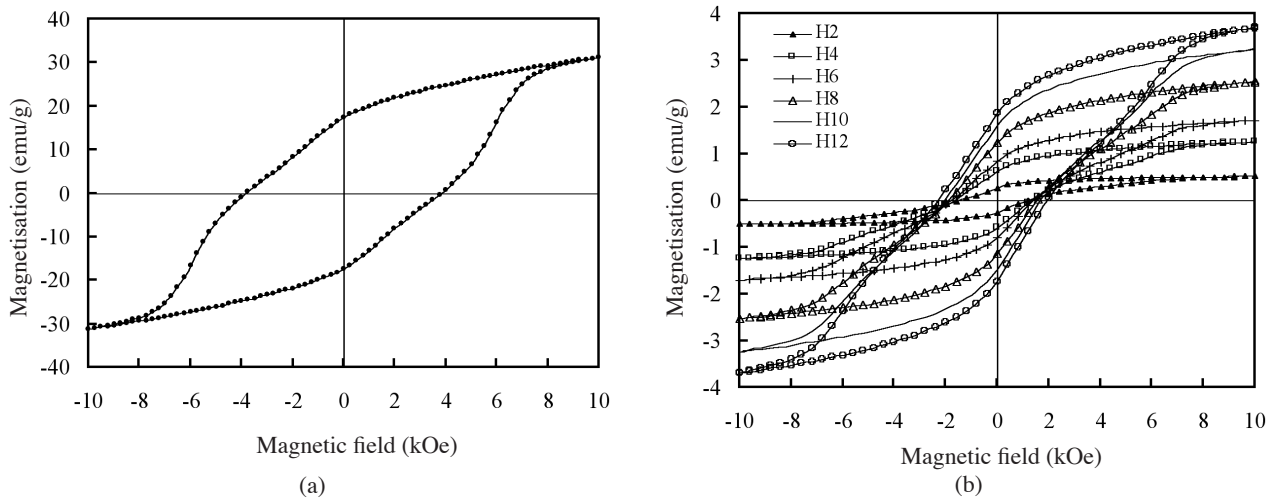 40
30
20
10
0
-10
-20
-30
-40
-10 -8 -6 -4 -2 0 2 4 6 8 10
Magnetisation (emu/g)
Magnetic field (kOe)
(a)
4
3
2
1
0
-1
-2
-3
-4
-10 -8 -6 -4 -2 0 2 4 6 8 10
H2
H4
H6
H8
H10
H12
Magnetisation (emu/g)
Magnetic field (kOe)
(b)